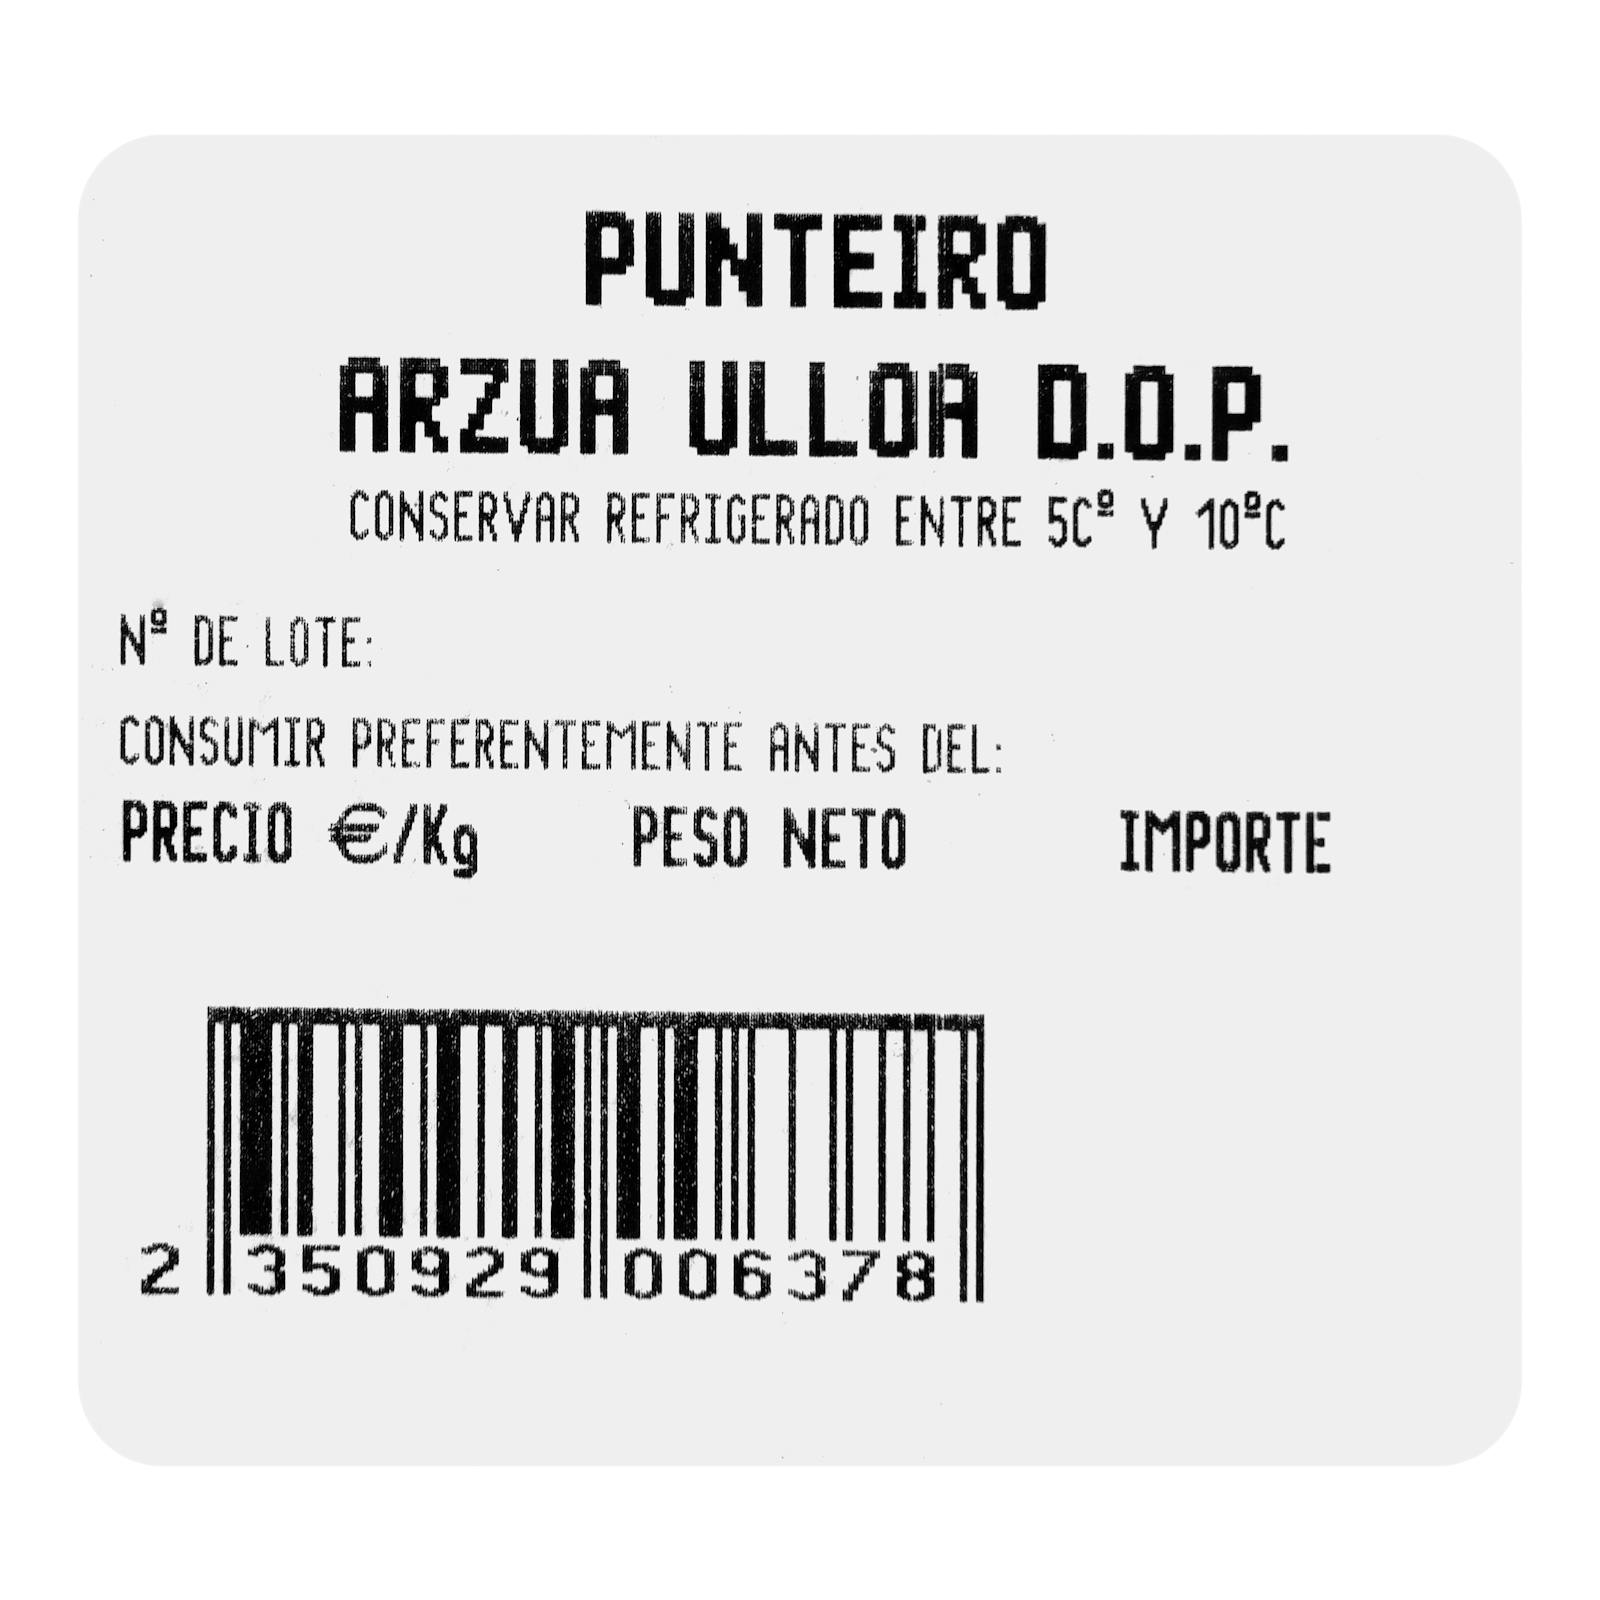 PUNTEIRO
ARZUA ULLOA D.O.P.
CONSERVAR REFRIGERADO ENTRE 5Cº Y 10ºC
Nº DE LOTE:
CONSUMIR PREFERENTEMENTE ANTES DEL:
PRECIO €/Kg PESO NETO IMPORTE
2 350929 006378